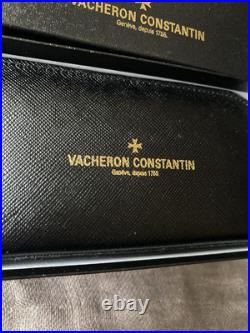 VACHERON CONSTANTIN
Genève, depuis 1755.
VACHERON CONSTANTIN
Genève, depuis 1755